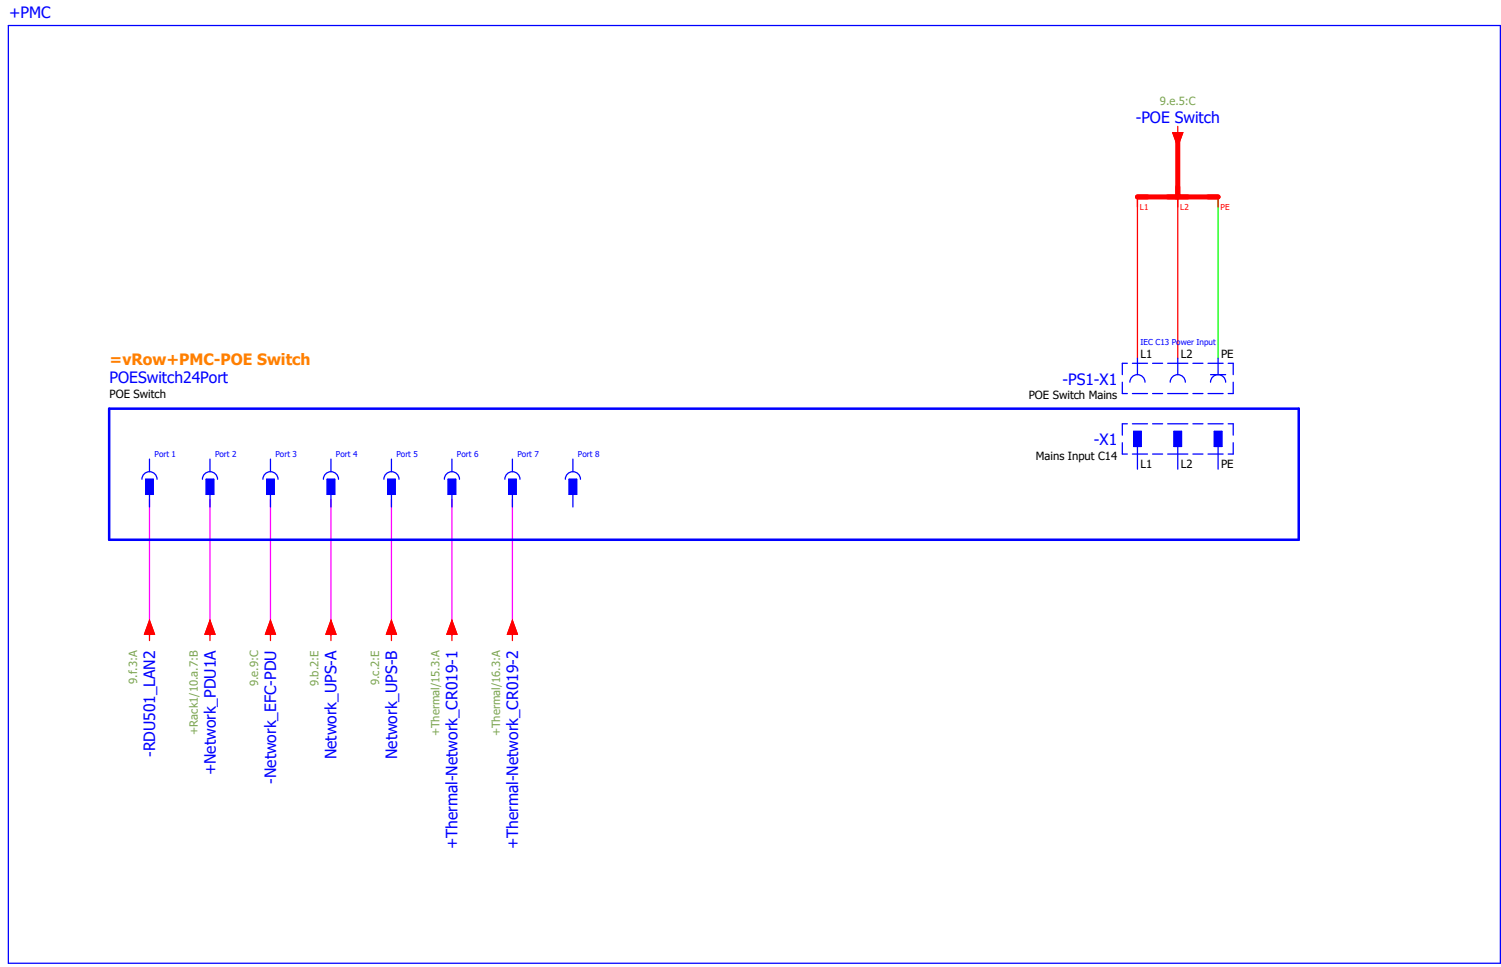 +PMC
9.e.5:C
-POE Switch
L1
L2
PE
IEC C13 Power Input
L1
L2
PE
-PS1-X1
POE Switch Mains
=vRow+PMC-POE Switch
POESwitch24Port
POE Switch
Port 1
Port 2
Port 3
Port 4
Port 5
Port 6
Port 7
Port 8
-X1
Mains Input C14
L1
L2
PE
9.f.3:A
-RDU501_LAN2
+Rack1/10.a.7:B
+Network_PDU1A
9.e.9:C
-Network_EFC-PDU
9.b.2:E
Network_UPS-A
9.c.2:E
Network_UPS-B
+Thermal/15.3:A
+Thermal-Network_CR019-1
+Thermal/16.3:A
+Thermal-Network_CR019-2